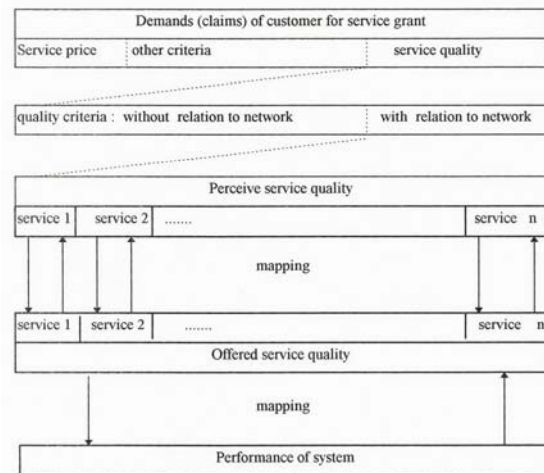 Demands (claims) of customer for service grant
Service price other criteria service quality
quality criteria : without relation to network with relation to network
Perceive service quality
service 1 service 2 ....... service n
mapping
service 1 service 2 ........ service n
Offered service quality
mapping
Performance of system